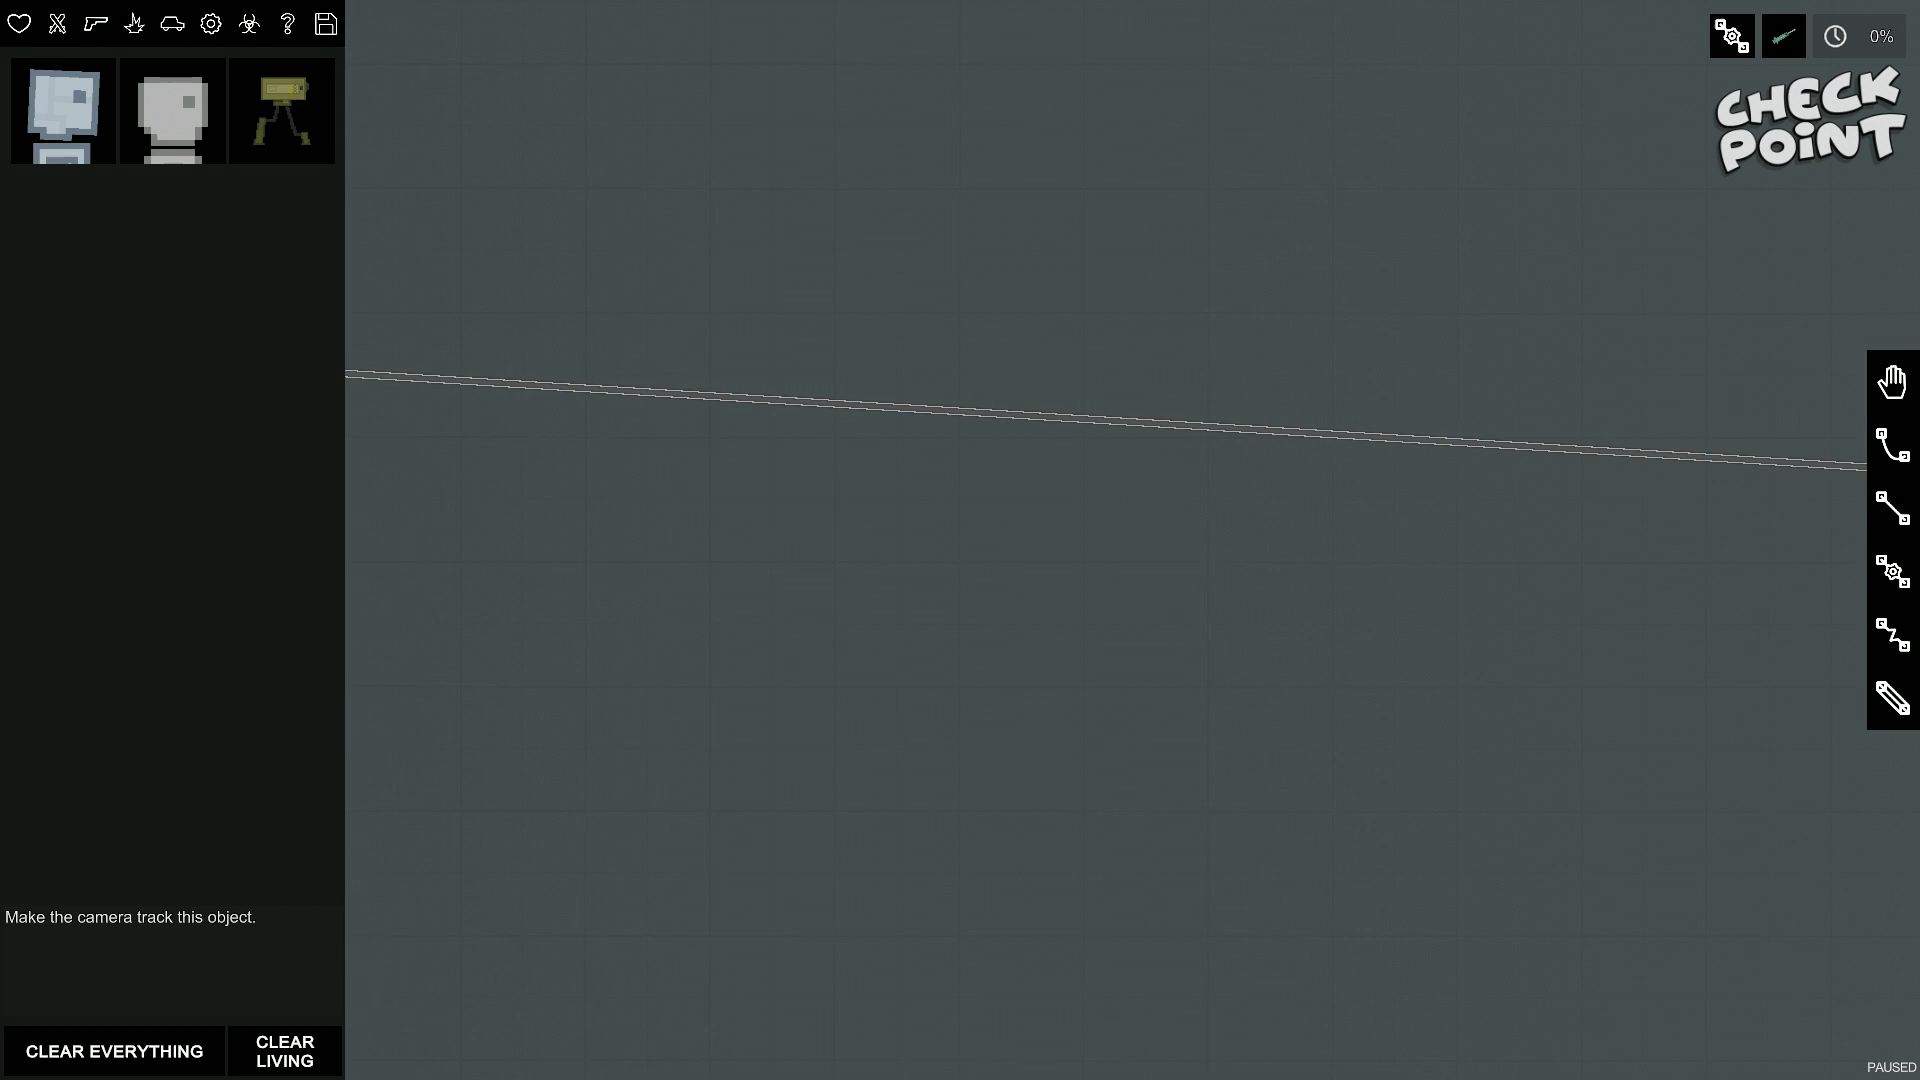 0%
CHECK
POiNT
Make the camera track this object.
CLEAR EVERYTHING
CLEAR
LIVING
PAUSED